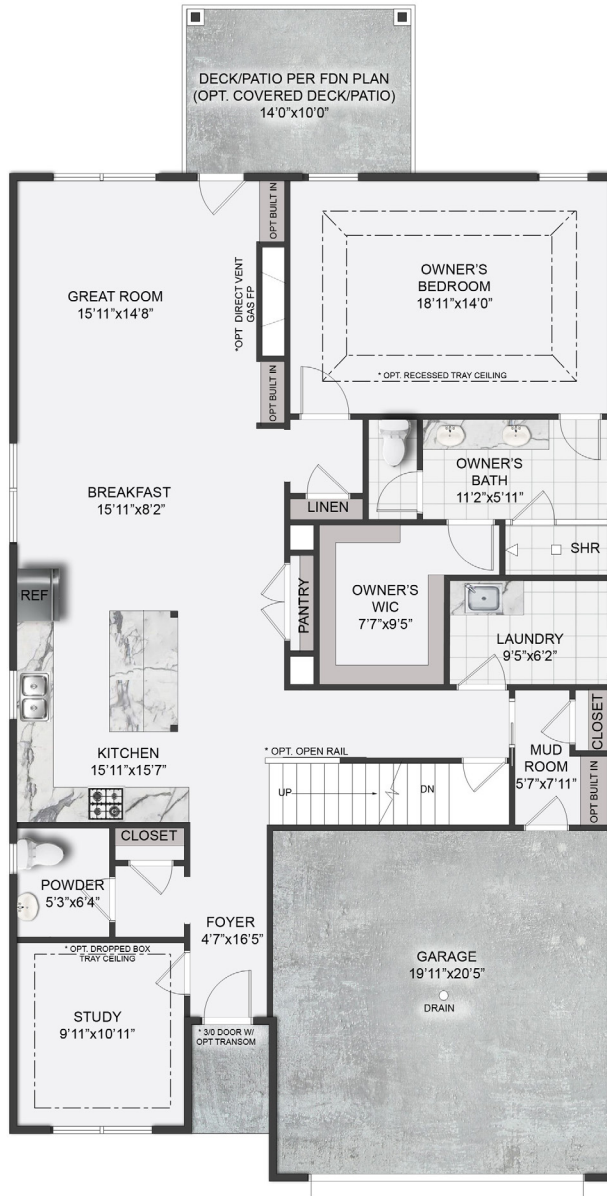 DECK/PATIO PER FDN PLAN
(OPT. COVERED DECK/PATIO)
14'0"x10'0"
OPT BUILT IN
GREAT ROOM
15'11"x14'8"
*OPT DIRECT VENT
GAS FP
OWNER'S
BEDROOM
18'11"x14'0"
* OPT. RECESSED TRAY CEILING
OPT BUILT IN
BREAKFAST
15'11"x8'2"
LINEN
OWNER'S
BATH
11'2"x5'11"
SHR
REF
PANTRY
OWNER'S
WIC
7'7"x9'5"
LAUNDRY
9'5"x6'2"
KITCHEN
15'11"x15'7"
* OPT. OPEN RAIL
UP
DN
MUD
ROOM
5'7"x7'11"
CLOSET
OPT BUILT IN
CLOSET
POWDER
5'3"x6'4"
FOYER
4'7"x16'5"
* OPT. DROPPED BOX
TRAY CEILING
STUDY
9'11"x10'11"
* 3/0 DOOR W/
OPT TRANSOM
GARAGE
19'11"x20'5"
DRAIN